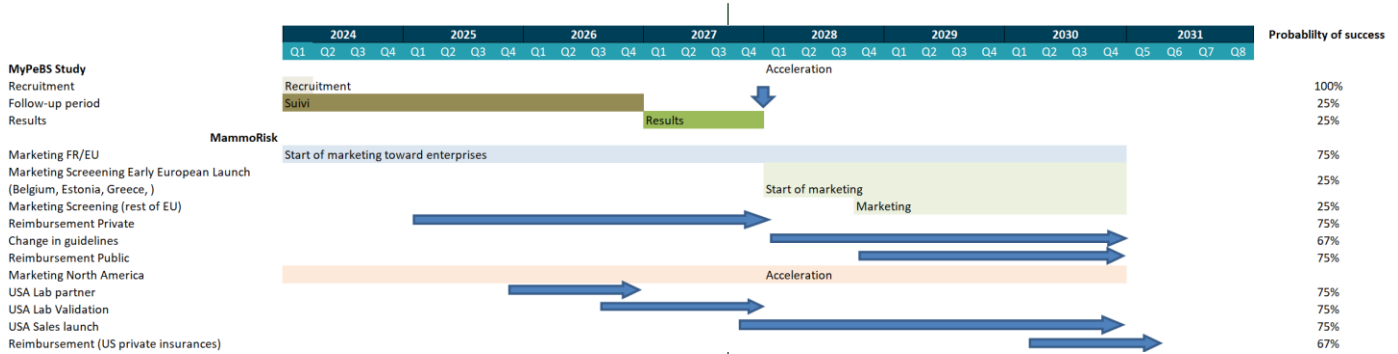 2024 2025 2026 2027 2028 2029 2030 2031 Probablilty of success
Q1 Q2 Q3 Q4 Q1 Q2 Q3 Q4 Q1 Q2 Q3 Q4 Q1 Q2 Q3 Q4 Q1 Q2 Q3 Q4 Q1 Q2 Q3 Q4 Q1 Q2 Q3 Q4 Q5 Q6 Q7 Q8
MyPeBS Study Acceleration
Recruitment Recruitment 100%
Follow-up period Suivi 25%
Results Results 25%
MammoRisk
Marketing FR/EU Start of marketing toward enterprises 75%
Marketing Screeening Early European Launch
(Belgium, Estonia, Greece, ) Start of marketing 25%
Marketing Screening (rest of EU) Marketing 25%
Reimbursement Private 75%
Change in guidelines 67%
Reimbursement Public 75%
Marketing North America Acceleration
USA Lab partner 75%
USA Lab Validation 75%
USA Sales launch 75%
Reimbursement (US private insurances) 67%